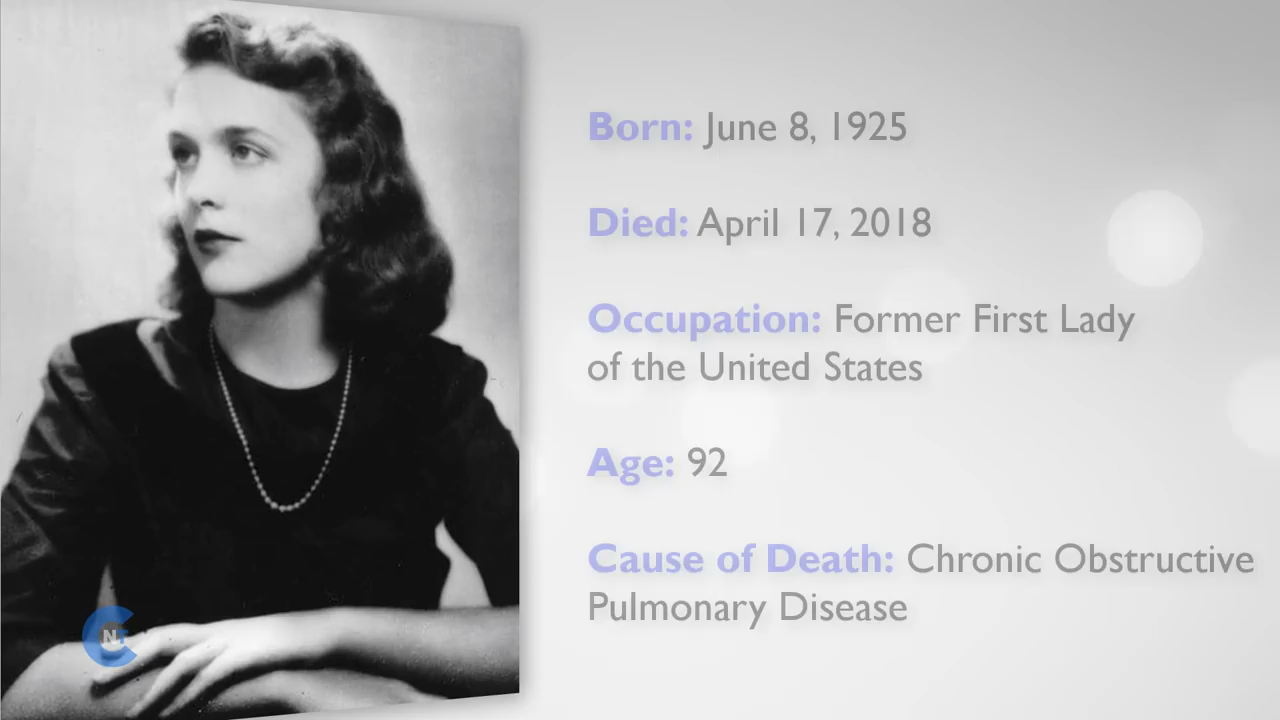 Born: June 8, 1925
Died: April 17, 2018
Occupation: Former First Lady
of the United States
Age: 92
Cause of Death: Chronic Obstructive
Pulmonary Disease
CNT